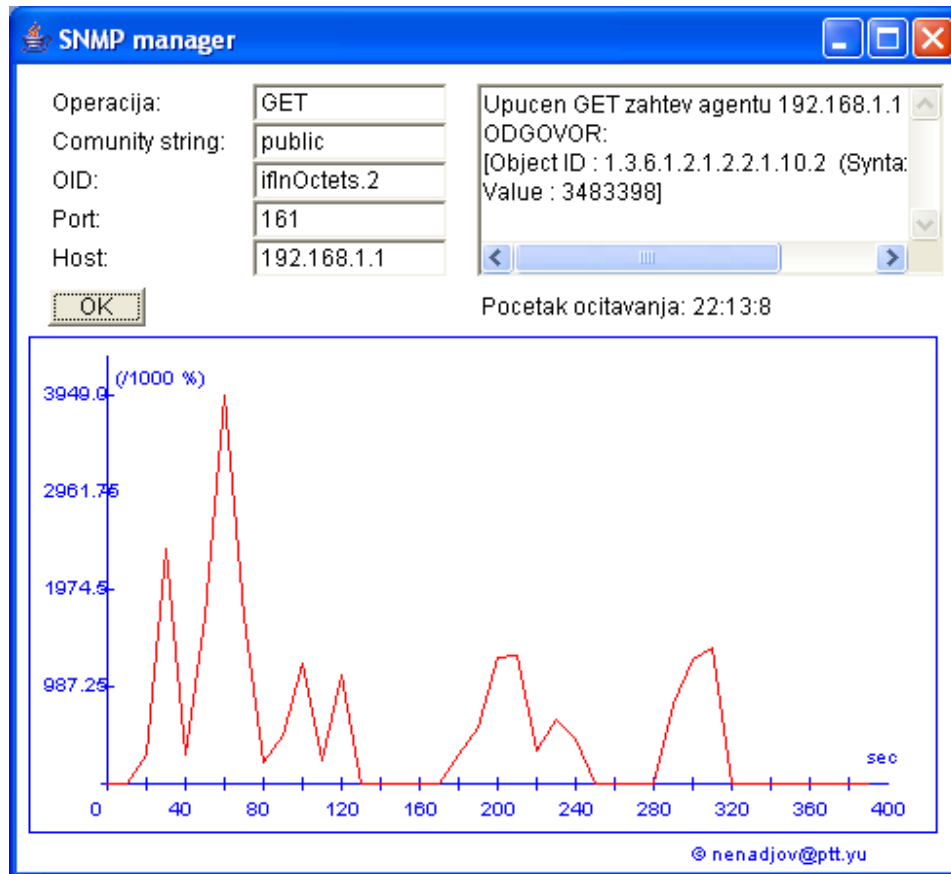 SNMP manager
Operacija: GET
Comunity string: public
OID: ifInOctets.2
Port: 161
Host: 192.168.1.1
OK
Upucen GET zahtev agentu 192.168.1.1
ODGOVOR:
[Object ID : 1.3.6.1.2.1.2.2.1.10.2 (Syntax
Value : 3483398]
Pocetak ocitavanja: 22:13:8
(/1000 %)
3949.0
2961.75
1974.5
987.25
sec
0 40 80 120 160 200 240 280 320 360 400
© nenadjov@ptt.yu